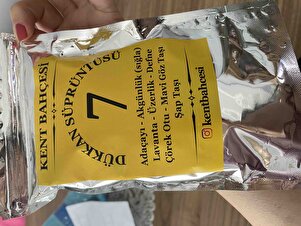 KENT BAHÇESİ
DÜKKAN SÜPRÜNTÜSÜ
7
Adaçayı - Akgünlük (sığla)
Lavanta - Üzerlik - Defne
Çörek Otu - Mavi Göz Taşı
Şap Taşı
kentbahcesi